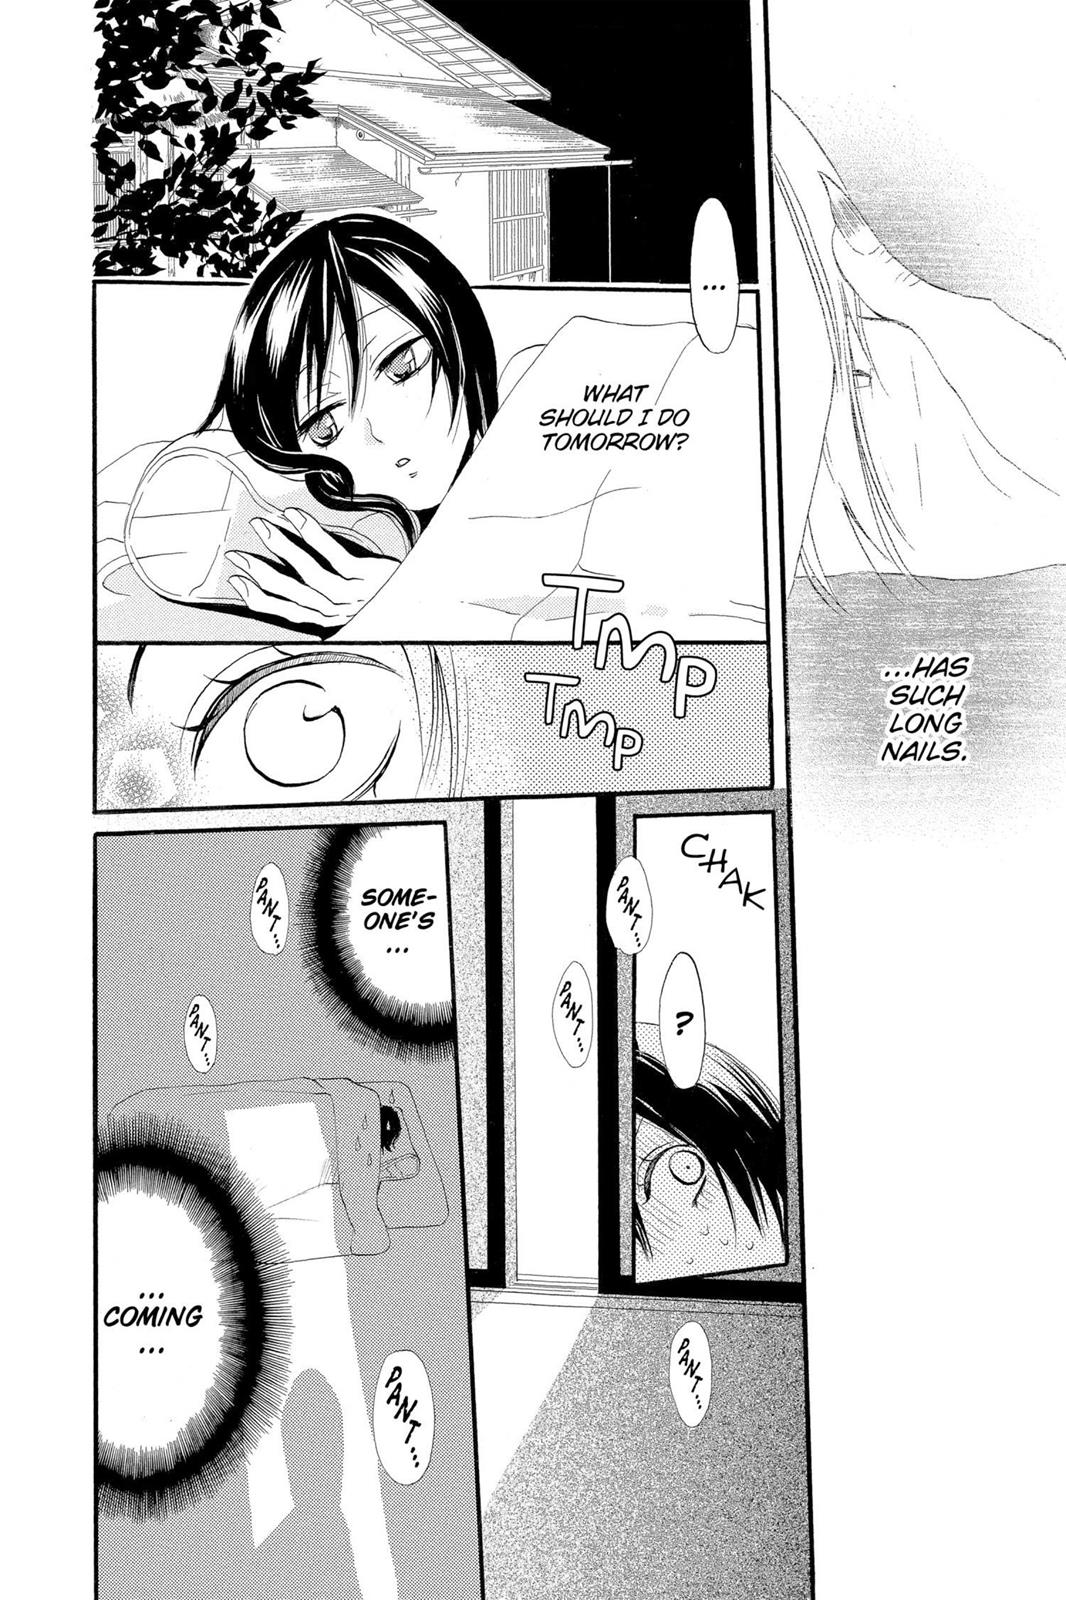 ...HAS
SUCH
LONG
NAILS.
...
WHAT
SHOULD I DO
TOMORROW?
TMP
TMP
CHAK
?
PANT...
PANT...
PANT...
SOME-
ONE'S
...
PANT...
PANT...
...
COMING
...
PANT...